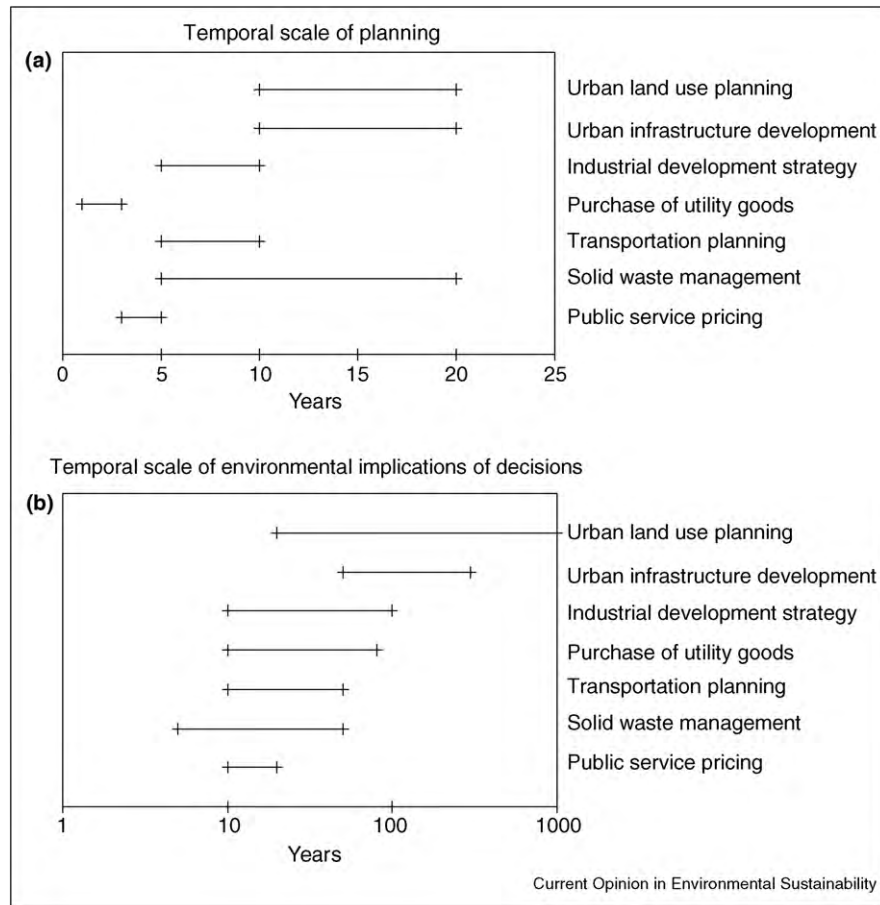 Temporal scale of planning
(a)
Urban land use planning
Urban infrastructure development
Industrial development strategy
Purchase of utility goods
Transportation planning
Solid waste management
Public service pricing
0 5 10 15 20 25
Years
Temporal scale of environmental implications of decisions
(b)
Urban land use planning
Urban infrastructure development
Industrial development strategy
Purchase of utility goods
Transportation planning
Solid waste management
Public service pricing
1 10 100 1000
Years
Current Opinion in Environmental Sustainability